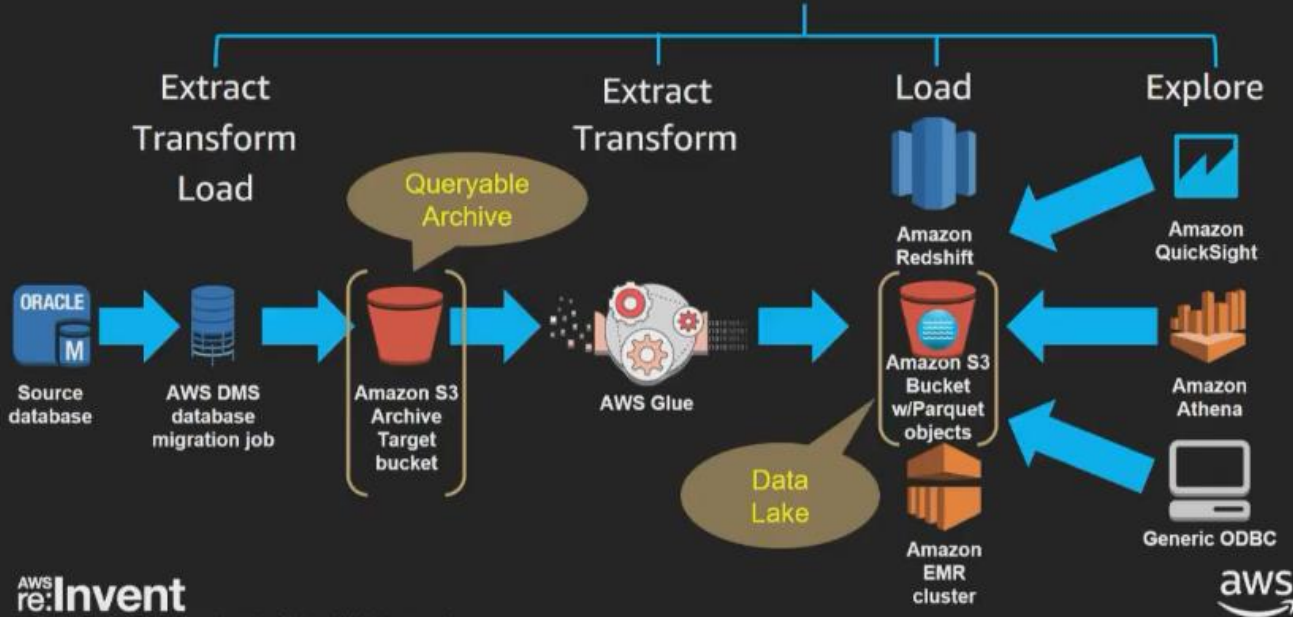 Extract
Transform
Load
Extract
Transform
Load
Explore
Queryable
Archive
ORACLE
M
Source
database
AWS DMS
database
migration job
Amazon S3
Archive
Target
bucket
AWS Glue
Amazon
Redshift
Amazon S3
Bucket
w/Parquet
objects
Data
Lake
Amazon
EMR
cluster
Amazon
QuickSight
Amazon
Athena
Generic ODBC
AWS
re:Invent
aws